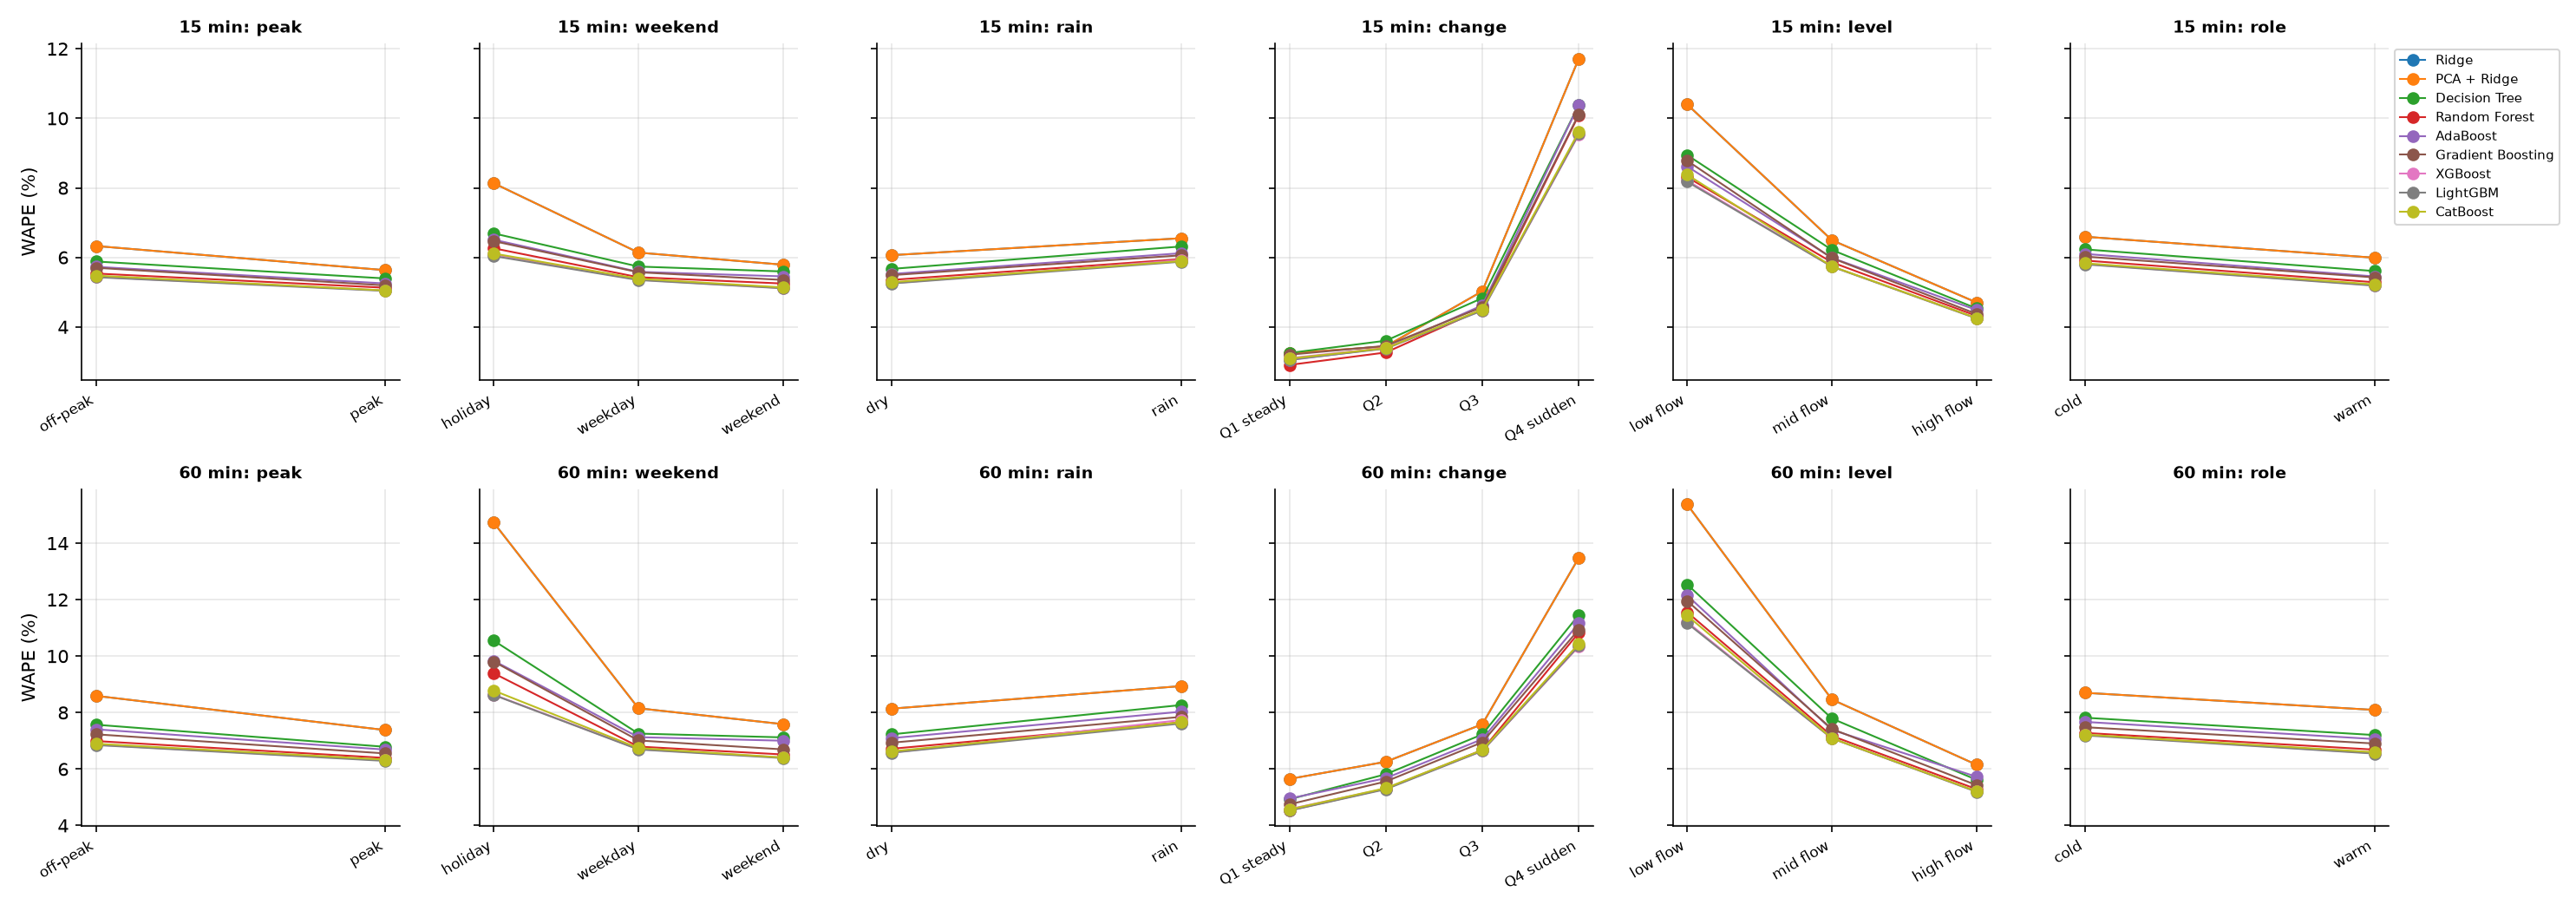 15 min: peak
15 min: weekend
15 min: rain
15 min: change
15 min: level
15 min: role
WAPE (%)
12
10
8
6
4
off-peak
peak
holiday
weekday
weekend
dry
rain
Q1 steady
Q2
Q3
Q4 sudden
low flow
mid flow
high flow
cold
warm
Ridge
PCA + Ridge
Decision Tree
Random Forest
AdaBoost
Gradient Boosting
XGBoost
LightGBM
CatBoost
60 min: peak
60 min: weekend
60 min: rain
60 min: change
60 min: level
60 min: role
WAPE (%)
14
12
10
8
6
4
off-peak
peak
holiday
weekday
weekend
dry
rain
Q1 steady
Q2
Q3
Q4 sudden
low flow
mid flow
high flow
cold
warm